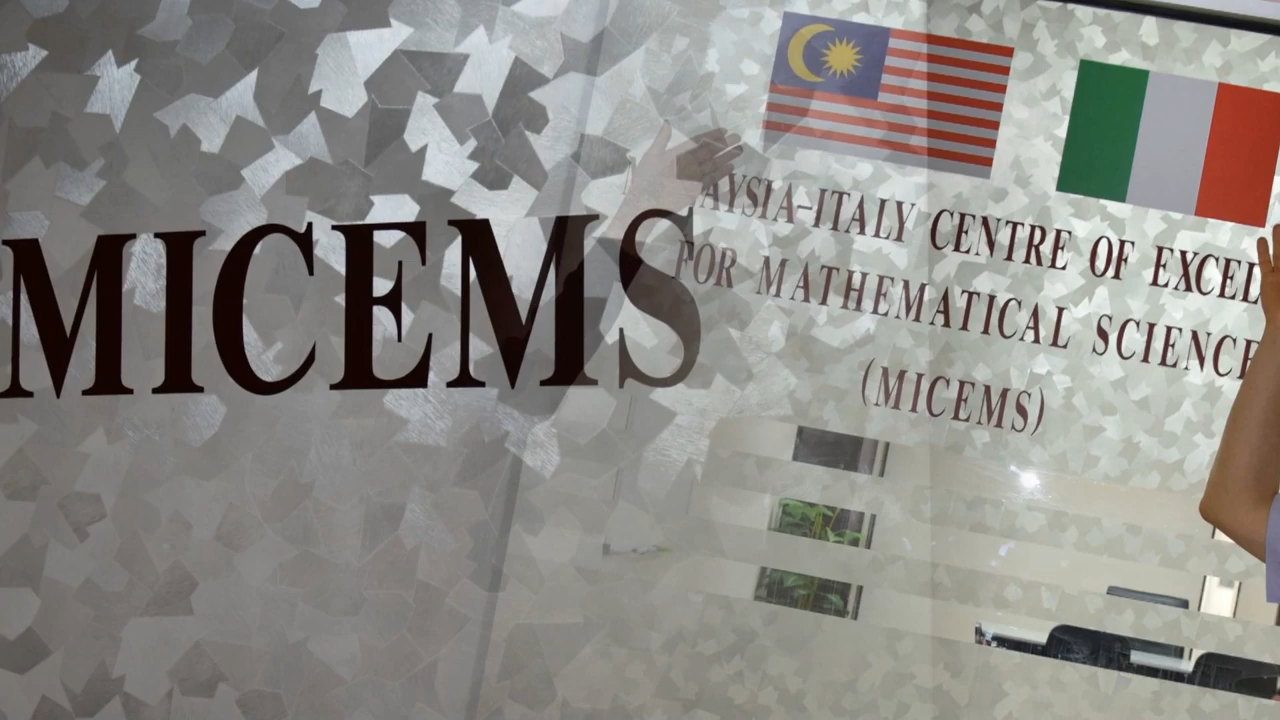 MICEMS
AYSIA-ITALY CENTRE OF EXCEL
FOR MATHEMATICAL SCIENCE
(MICEMS)